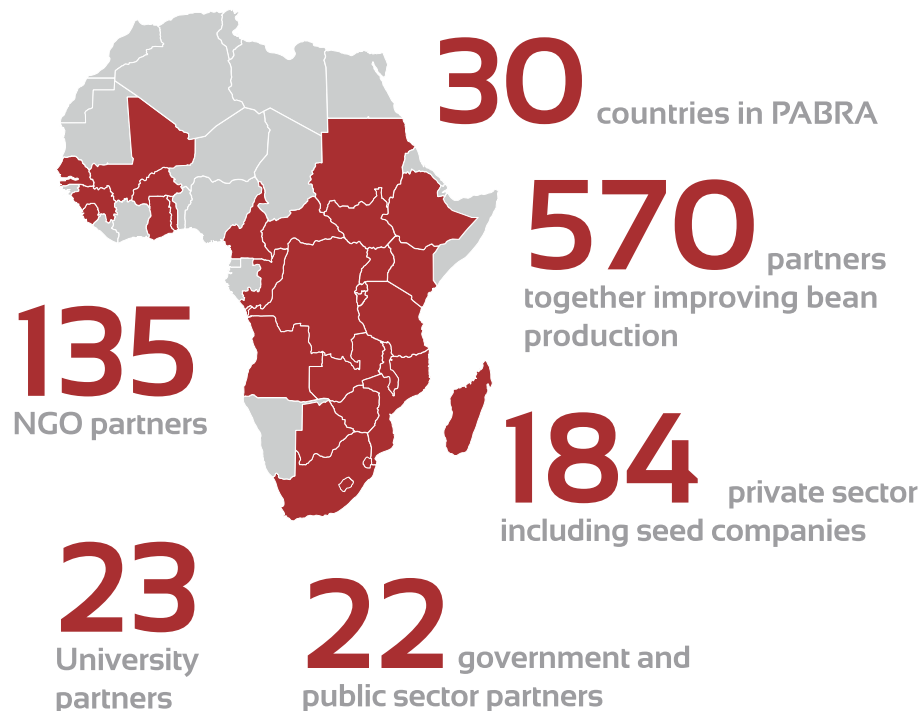 30 countries in PABRA
570 partners
together improving bean
production
135
NGO partners
184 private sector
including seed companies
23
University
partners
22 government and
public sector partners